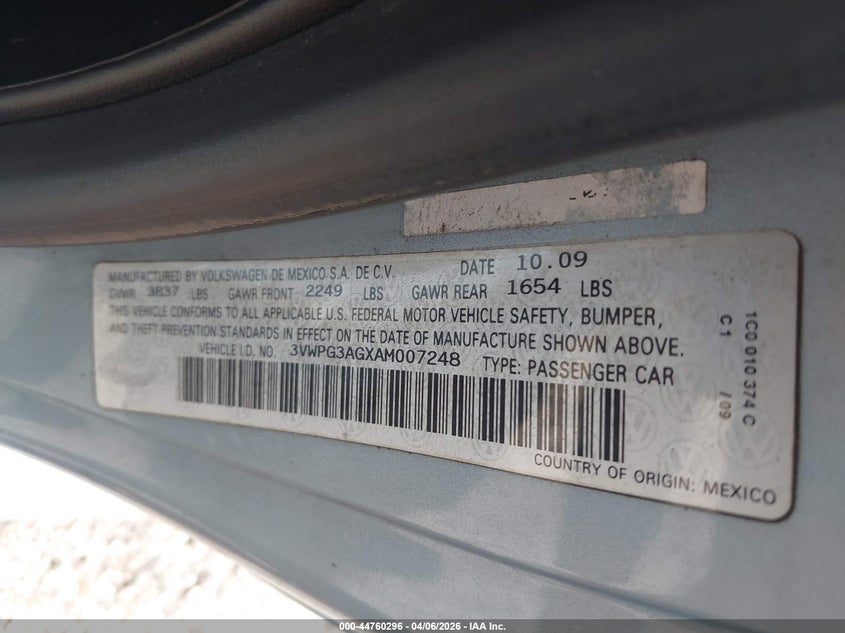 MANUFACTURED BY VOLKSWAGEN DE MEXICO S.A. DE C.V. DATE 10.09
GVWR 3837 LBS GAWR FRONT 2249 LBS GAWR REAR 1654 LBS
THIS VEHICLE CONFORMS TO ALL APPLICABLE U.S. FEDERAL MOTOR VEHICLE SAFETY, BUMPER,
AND THEFT PREVENTION STANDARDS IN EFFECT ON THE DATE OF MANUFACTURE SHOWN ABOVE.
VEHICLE I.D. NO. 3VWPG3AGXAM007248 TYPE: PASSENGER CAR
COUNTRY OF ORIGIN: MEXICO
1C0 010 374 C
C1 /09
000-44760296 - 04/06/2026 - IAA Inc.